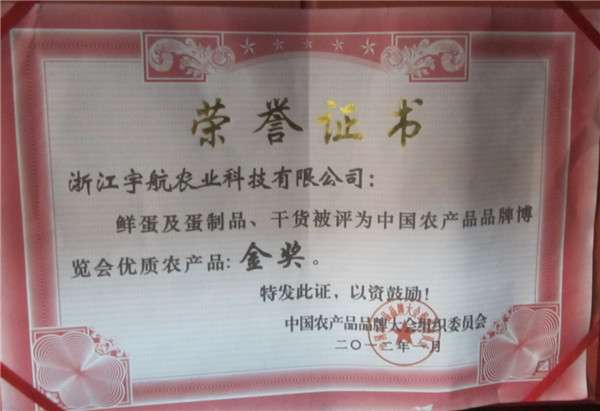 荣誉证书
浙江宇航农业科技有限公司：
鲜蛋及蛋制品、干货被评为中国农产品品牌博
览会优质农产品：金奖。
特发此证，以资鼓励！
中国农产品品牌大会组织委员会
二〇一二年一月